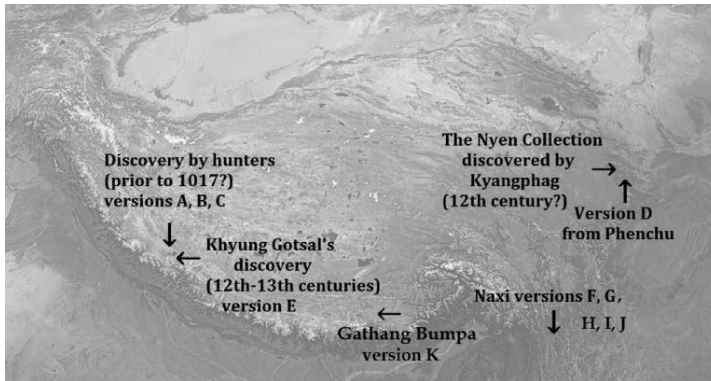 Discovery by hunters
(prior to 1017?)
versions A, B, C
Khyung Gotsal's
discovery
(12th-13th centuries)
version E
The Nyen Collection
discovered by
Kyangphag
(12th century?)
Version D
from Phenchu
Naxi versions F, G,
H, I, J
Gathang Bumpa
version K